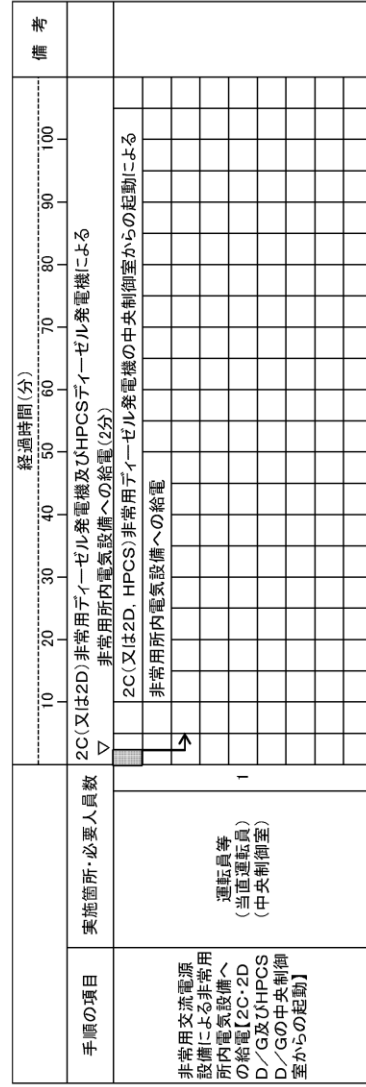 手順の項目
実施箇所・必要人員数
経過時間(分)
10 20 30 40 50 60 70 80 90 100
備 考
2C(又は2D)非常用ディーゼル発電機及びHPCSディーゼル発電機による
非常用所内電気設備への給電(2分)
▽
2C(又は2D, HPCS)非常用ディーゼル発電機の中央制御室からの起動による
非常用所内電気設備への給電
非常用交流電源
設備による非常用
所内電気設備へ
の給電【2C・2D
D/G及びHPCS
D/Gの中央制御
室からの起動】
運転員等
(当直運転員)
(中央制御室)
1